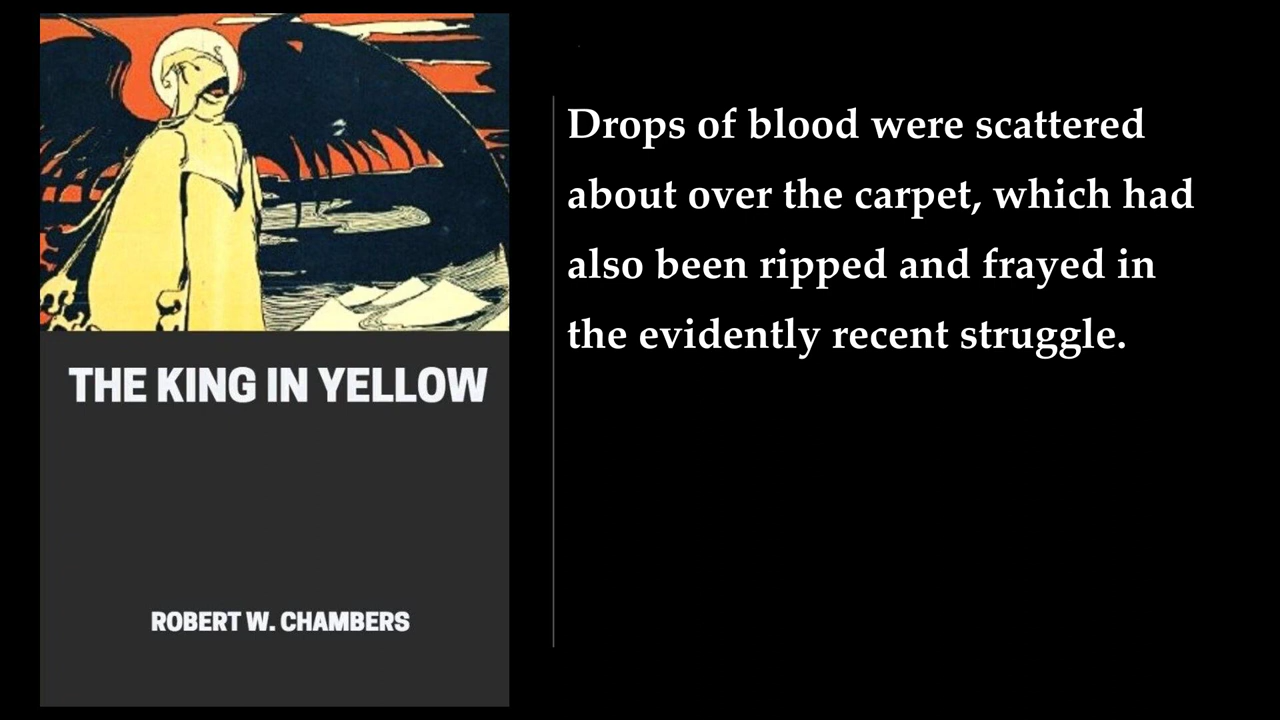 THE KING IN YELLOW
ROBERT W. CHAMBERS
Drops of blood were scattered
about over the carpet, which had
also been ripped and frayed in
the evidently recent struggle.